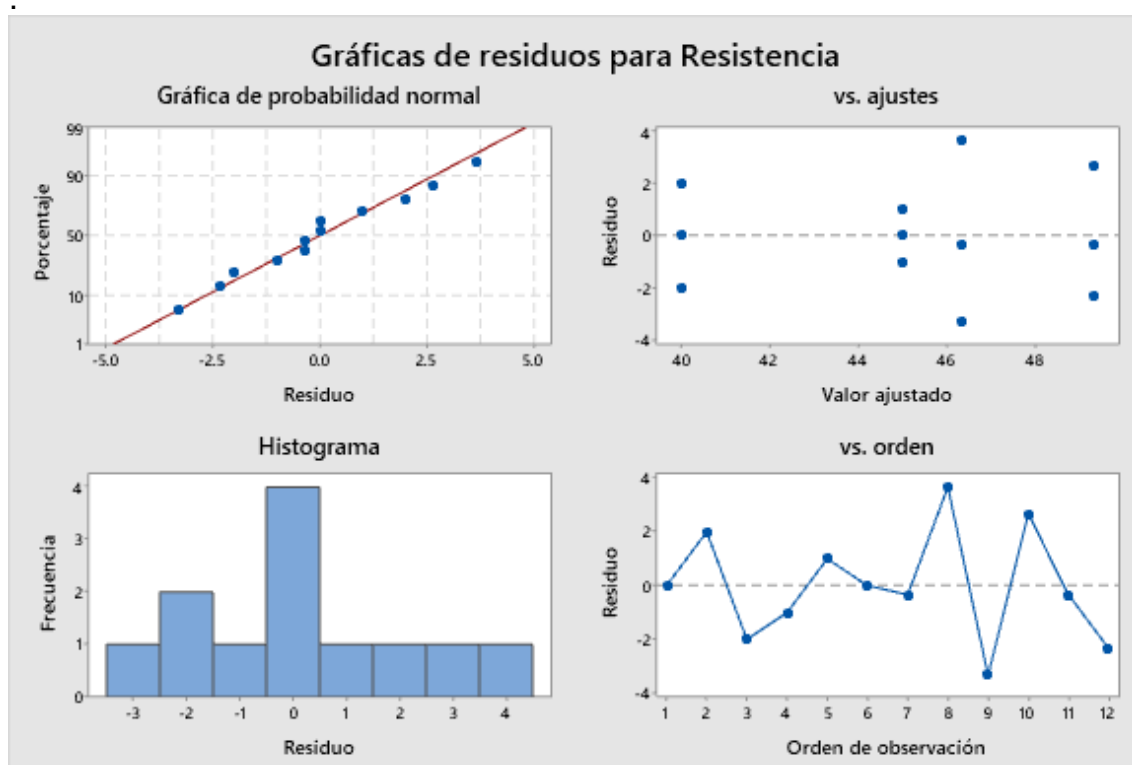 .
Gráficas de residuos para Resistencia
Gráfica de probabilidad normal
99
90
50
10
1
Porcentaje
-5.0 -2.5 0.0 2.5 5.0
Residuo
vs. ajustes
4
2
0
-2
-4
Residuo
40 42 44 46 48
Valor ajustado
Histograma
4
3
2
1
0
Frecuencia
-3 -2 -1 0 1 2 3 4
Residuo
vs. orden
4
2
0
-2
-4
Residuo
1 2 3 4 5 6 7 8 9 10 11 12
Orden de observación